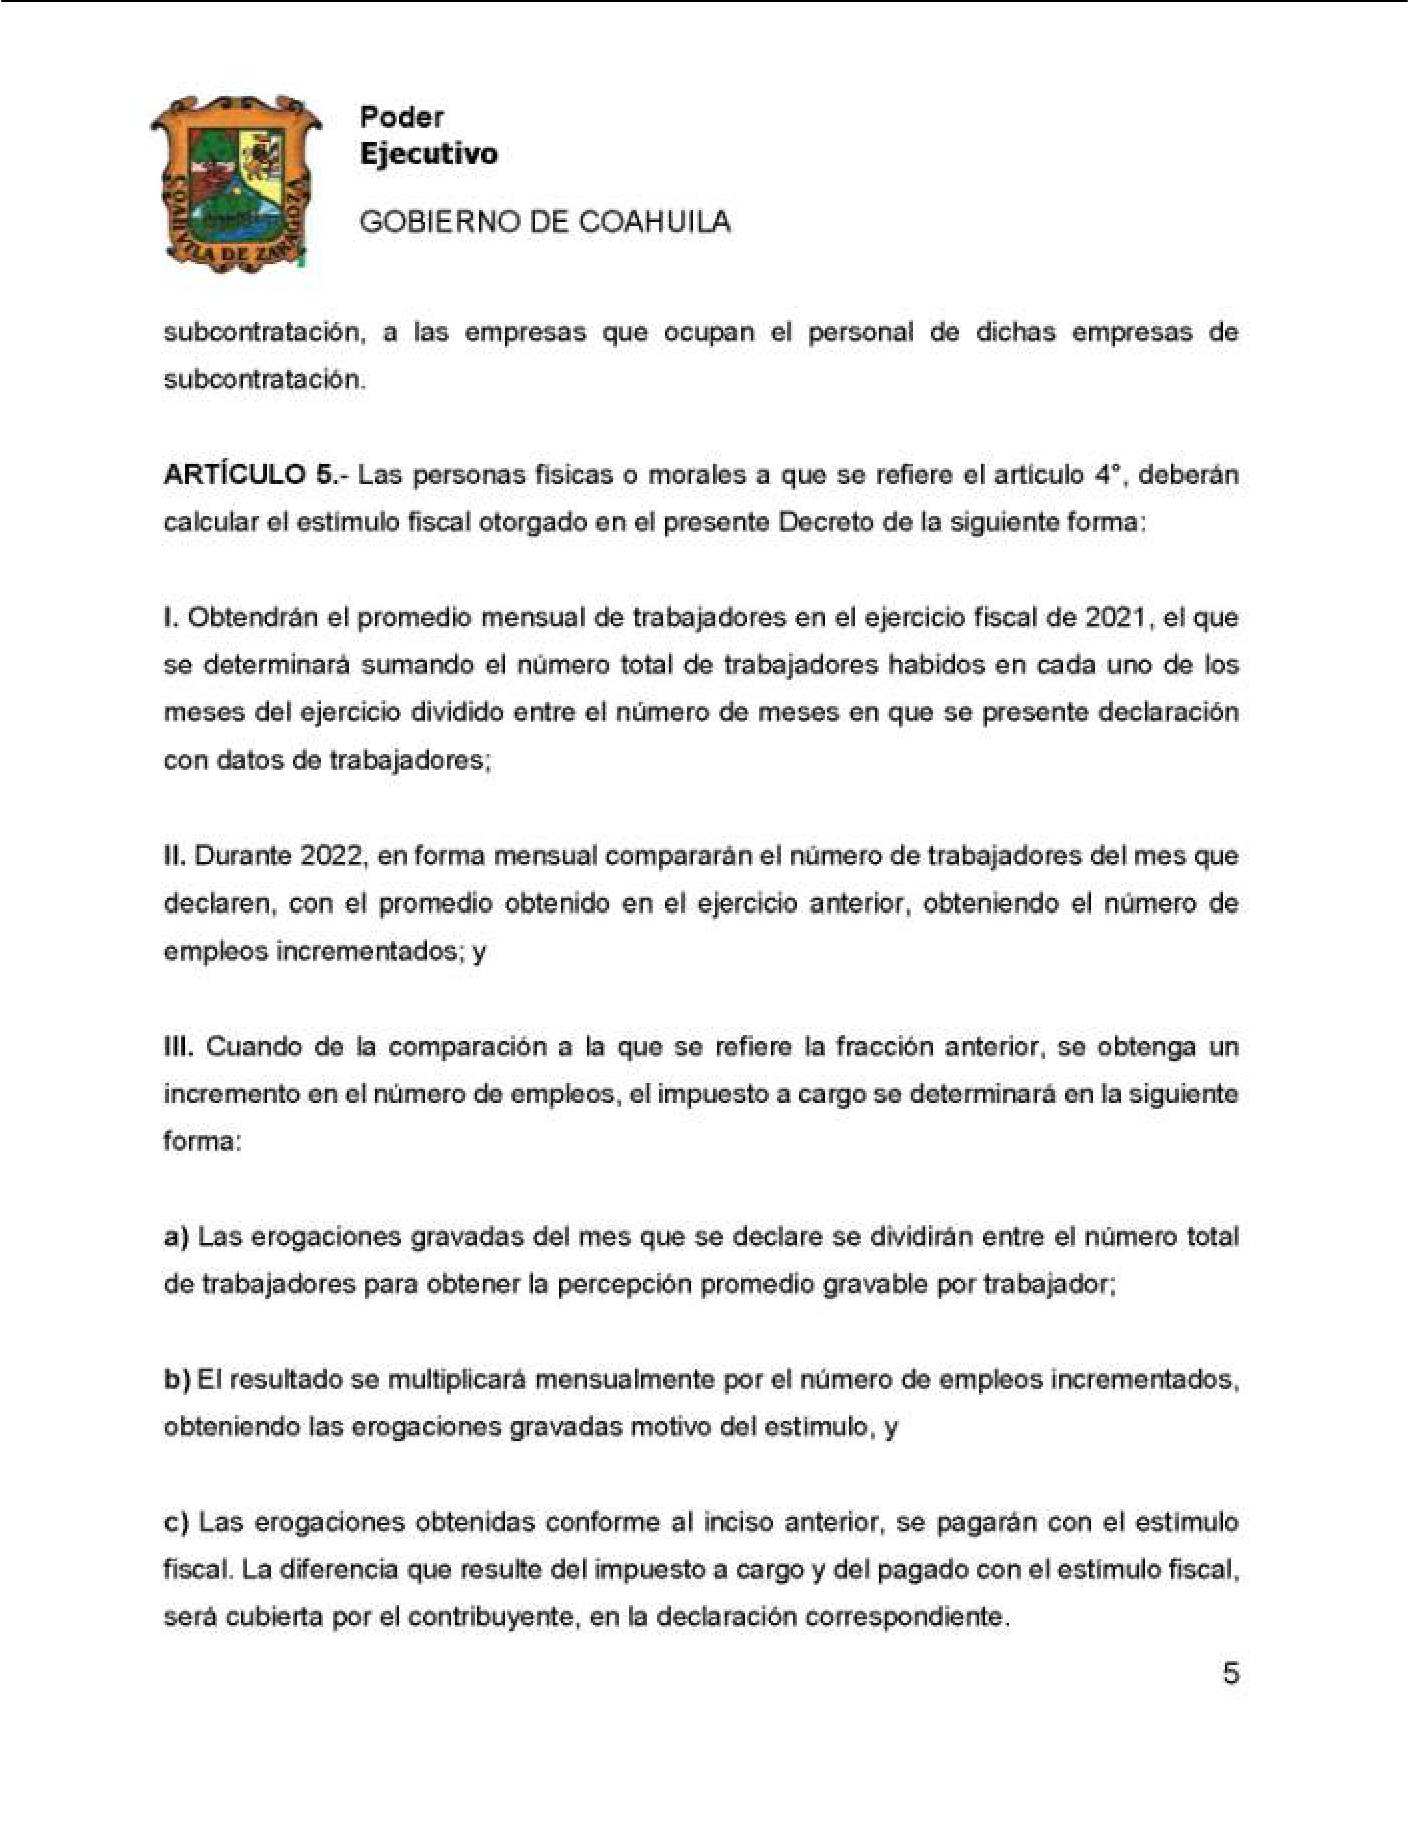 Poder
Ejecutivo
GOBIERNO DE COAHUILA
COAHVILA DE ZARAGOZA
subcontratación, a las empresas que ocupan el personal de dichas empresas de
subcontratación.
ARTÍCULO 5.- Las personas físicas o morales a que se refiere el artículo 4°, deberán
calcular el estímulo fiscal otorgado en el presente Decreto de la siguiente forma:
I. Obtendrán el promedio mensual de trabajadores en el ejercicio fiscal de 2021, el que
se determinará sumando el número total de trabajadores habidos en cada uno de los
meses del ejercicio dividido entre el número de meses en que se presente declaración
con datos de trabajadores;
II. Durante 2022, en forma mensual compararán el número de trabajadores del mes que
declaren, con el promedio obtenido en el ejercicio anterior, obteniendo el número de
empleos incrementados; y
III. Cuando de la comparación a la que se refiere la fracción anterior, se obtenga un
incremento en el número de empleos, el impuesto a cargo se determinará en la siguiente
forma:
a) Las erogaciones gravadas del mes que se declare se dividirán entre el número total
de trabajadores para obtener la percepción promedio gravable por trabajador;
b) El resultado se multiplicará mensualmente por el número de empleos incrementados,
obteniendo las erogaciones gravadas motivo del estímulo, y
c) Las erogaciones obtenidas conforme al inciso anterior, se pagarán con el estímulo
fiscal. La diferencia que resulte del impuesto a cargo y del pagado con el estímulo fiscal,
será cubierta por el contribuyente, en la declaración correspondiente.
5